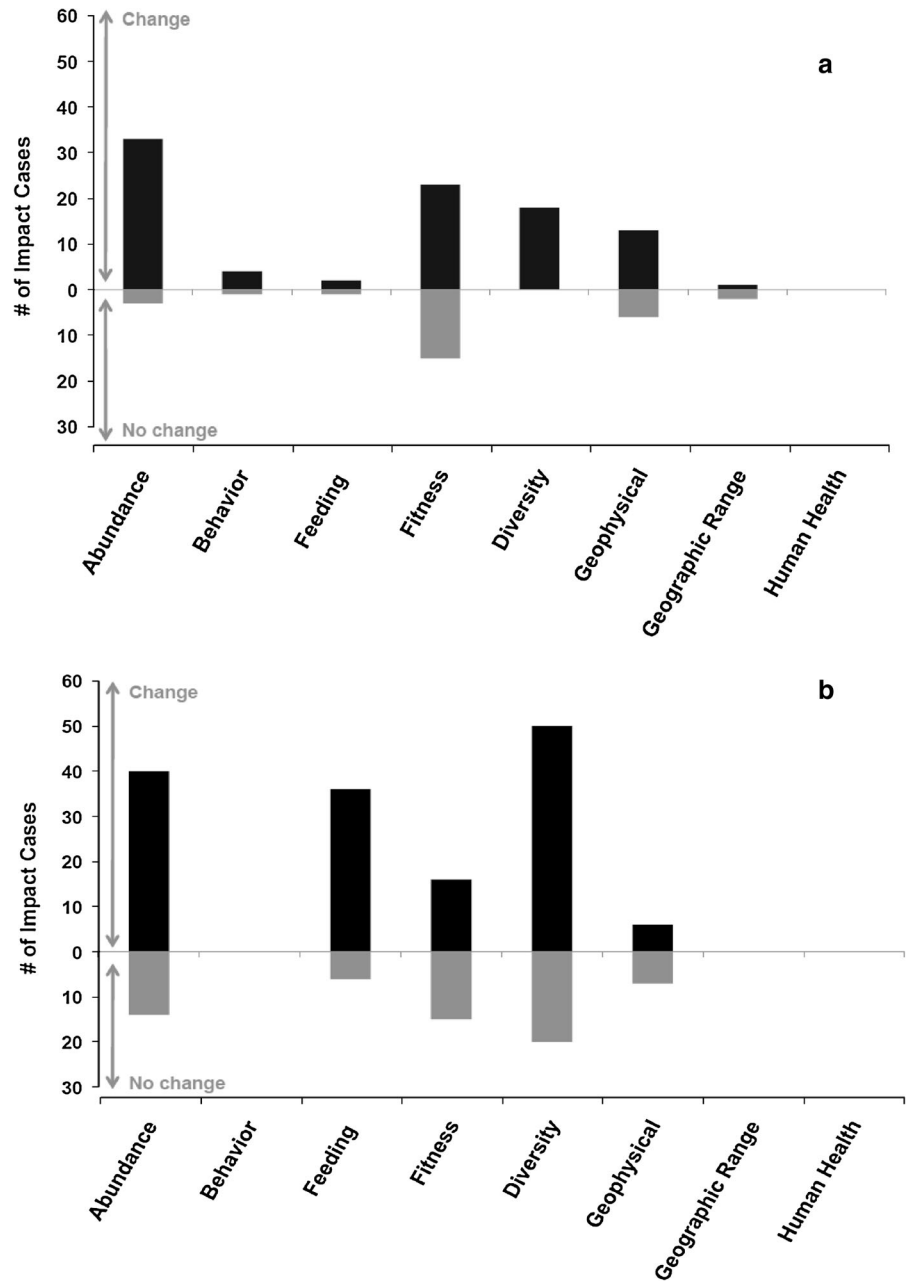 60
Change
a
50
40
30
20
10
0
10
20
30
No change
# of Impact Cases
Abundance
Behavior
Feeding
Fitness
Diversity
Geophysical
Geographic Range
Human Health
60
Change
b
50
40
30
20
10
0
10
20
30
No change
# of Impact Cases
Abundance
Behavior
Feeding
Fitness
Diversity
Geophysical
Geographic Range
Human Health